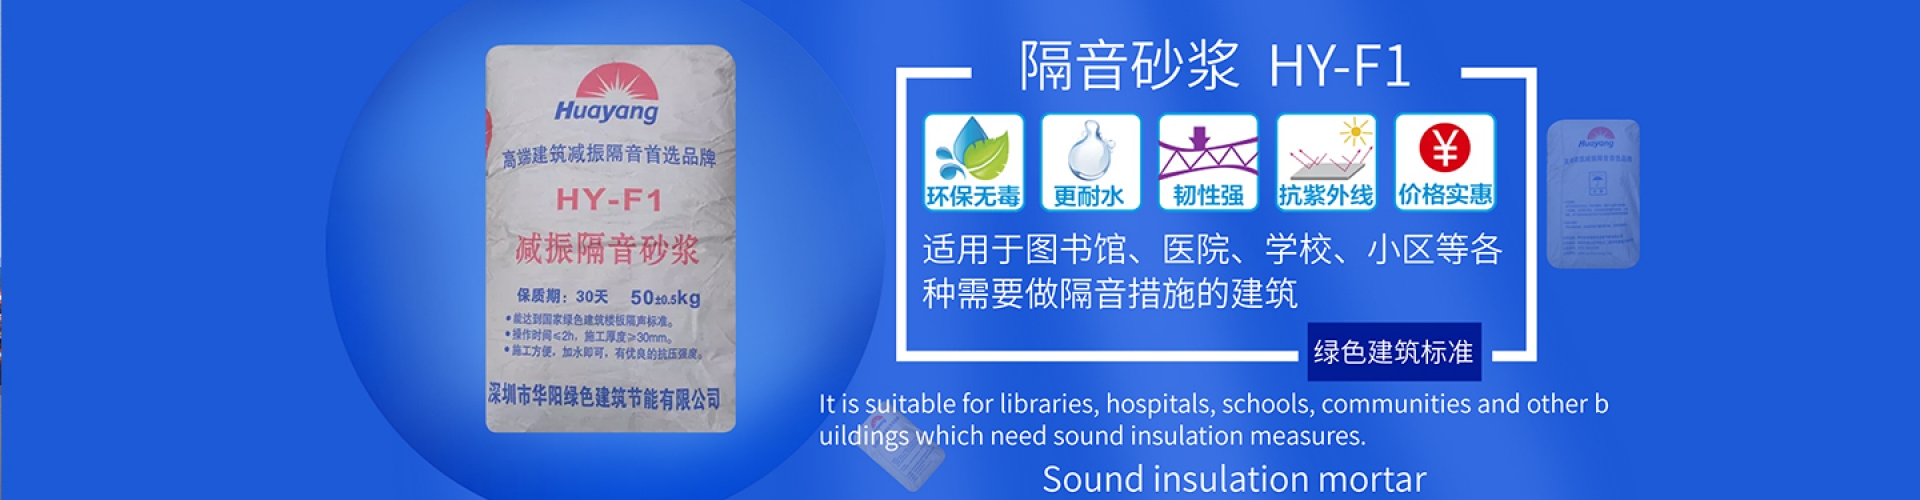 Huayang
高端建筑减振隔音首选品牌
HY-F1
减振隔音砂浆
保质期：30天 50±0.5kg
•能达到国家绿色建筑楼板隔声标准。
•操作时间≤2h，施工厚度≥30mm。
•施工方便，加水即可，有优良的抗压强度。
深圳市华阳绿色建筑节能有限公司
隔音砂浆 HY-F1
环保无毒 更耐水 韧性强 抗紫外线 价格实惠
适用于图书馆、医院、学校、小区等各
种需要做隔音措施的建筑
绿色建筑标准
It is suitable for libraries, hospitals, schools, communities and other b
uildings which need sound insulation measures.
Sound insulation mortar
Huayang